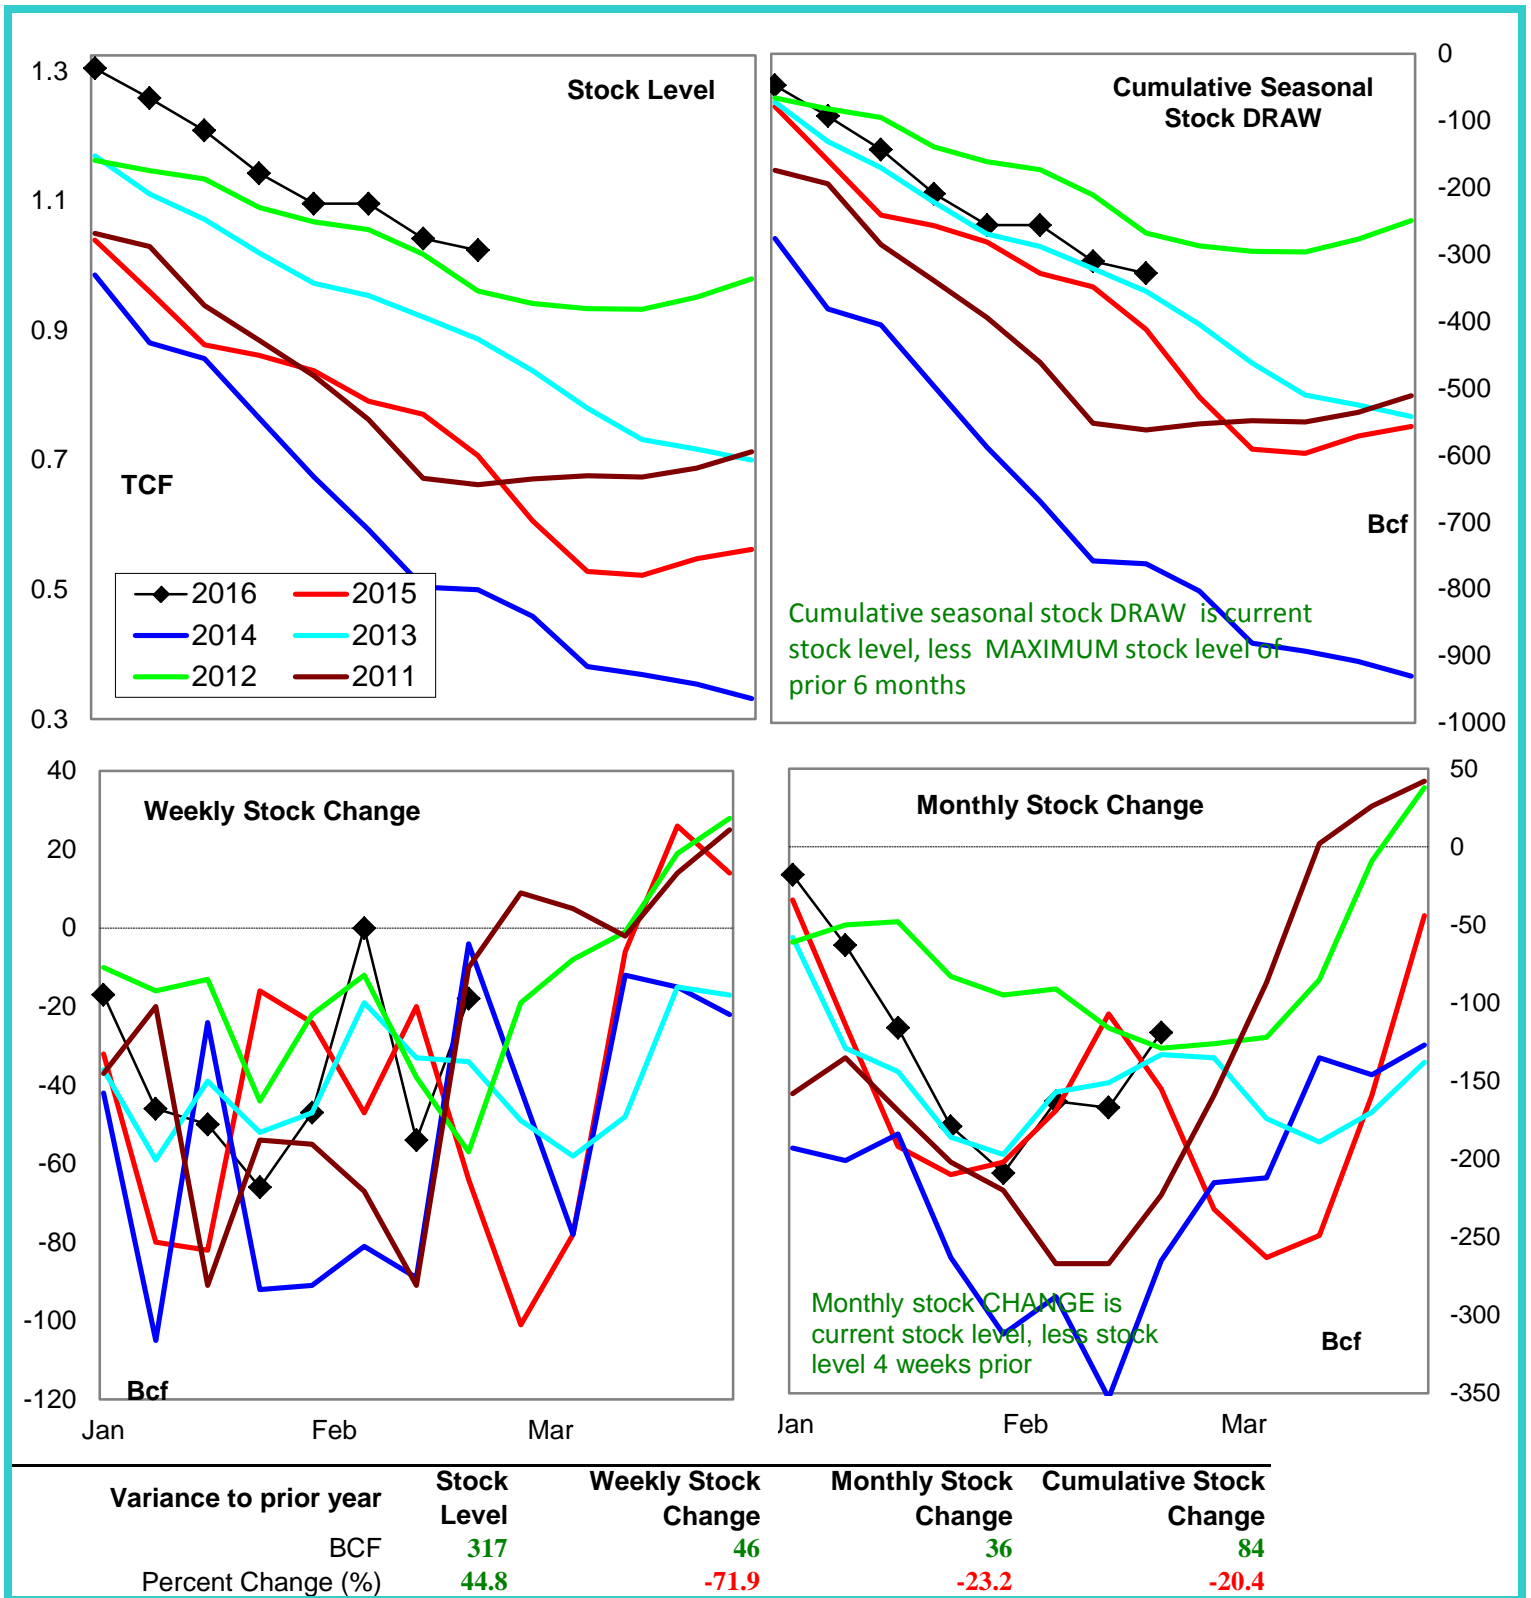 Stock Level
1.3
1.1
0.9
0.7
0.5
0.3
TCF
2016
2015
2014
2013
2012
2011
Cumulative Seasonal
Stock DRAW
0
-100
-200
-300
-400
-500
-600
-700
-800
-900
-1000
Bcf
Cumulative seasonal stock DRAW is current
stock level, less MAXIMUM stock level of
prior 6 months
Weekly Stock Change
40
20
0
-20
-40
-60
-80
-100
-120
Bcf
Jan Feb Mar
Monthly Stock Change
50
0
-50
-100
-150
-200
-250
-300
-350
Monthly stock CHANGE is
current stock level, less stock
level 4 weeks prior
Bcf
Jan Feb Mar
Variance to prior year Stock Level Weekly Stock Change Monthly Stock Change Cumulative Stock Change
BCF 317 46 36 84
Percent Change (%) 44.8 -71.9 -23.2 -20.4